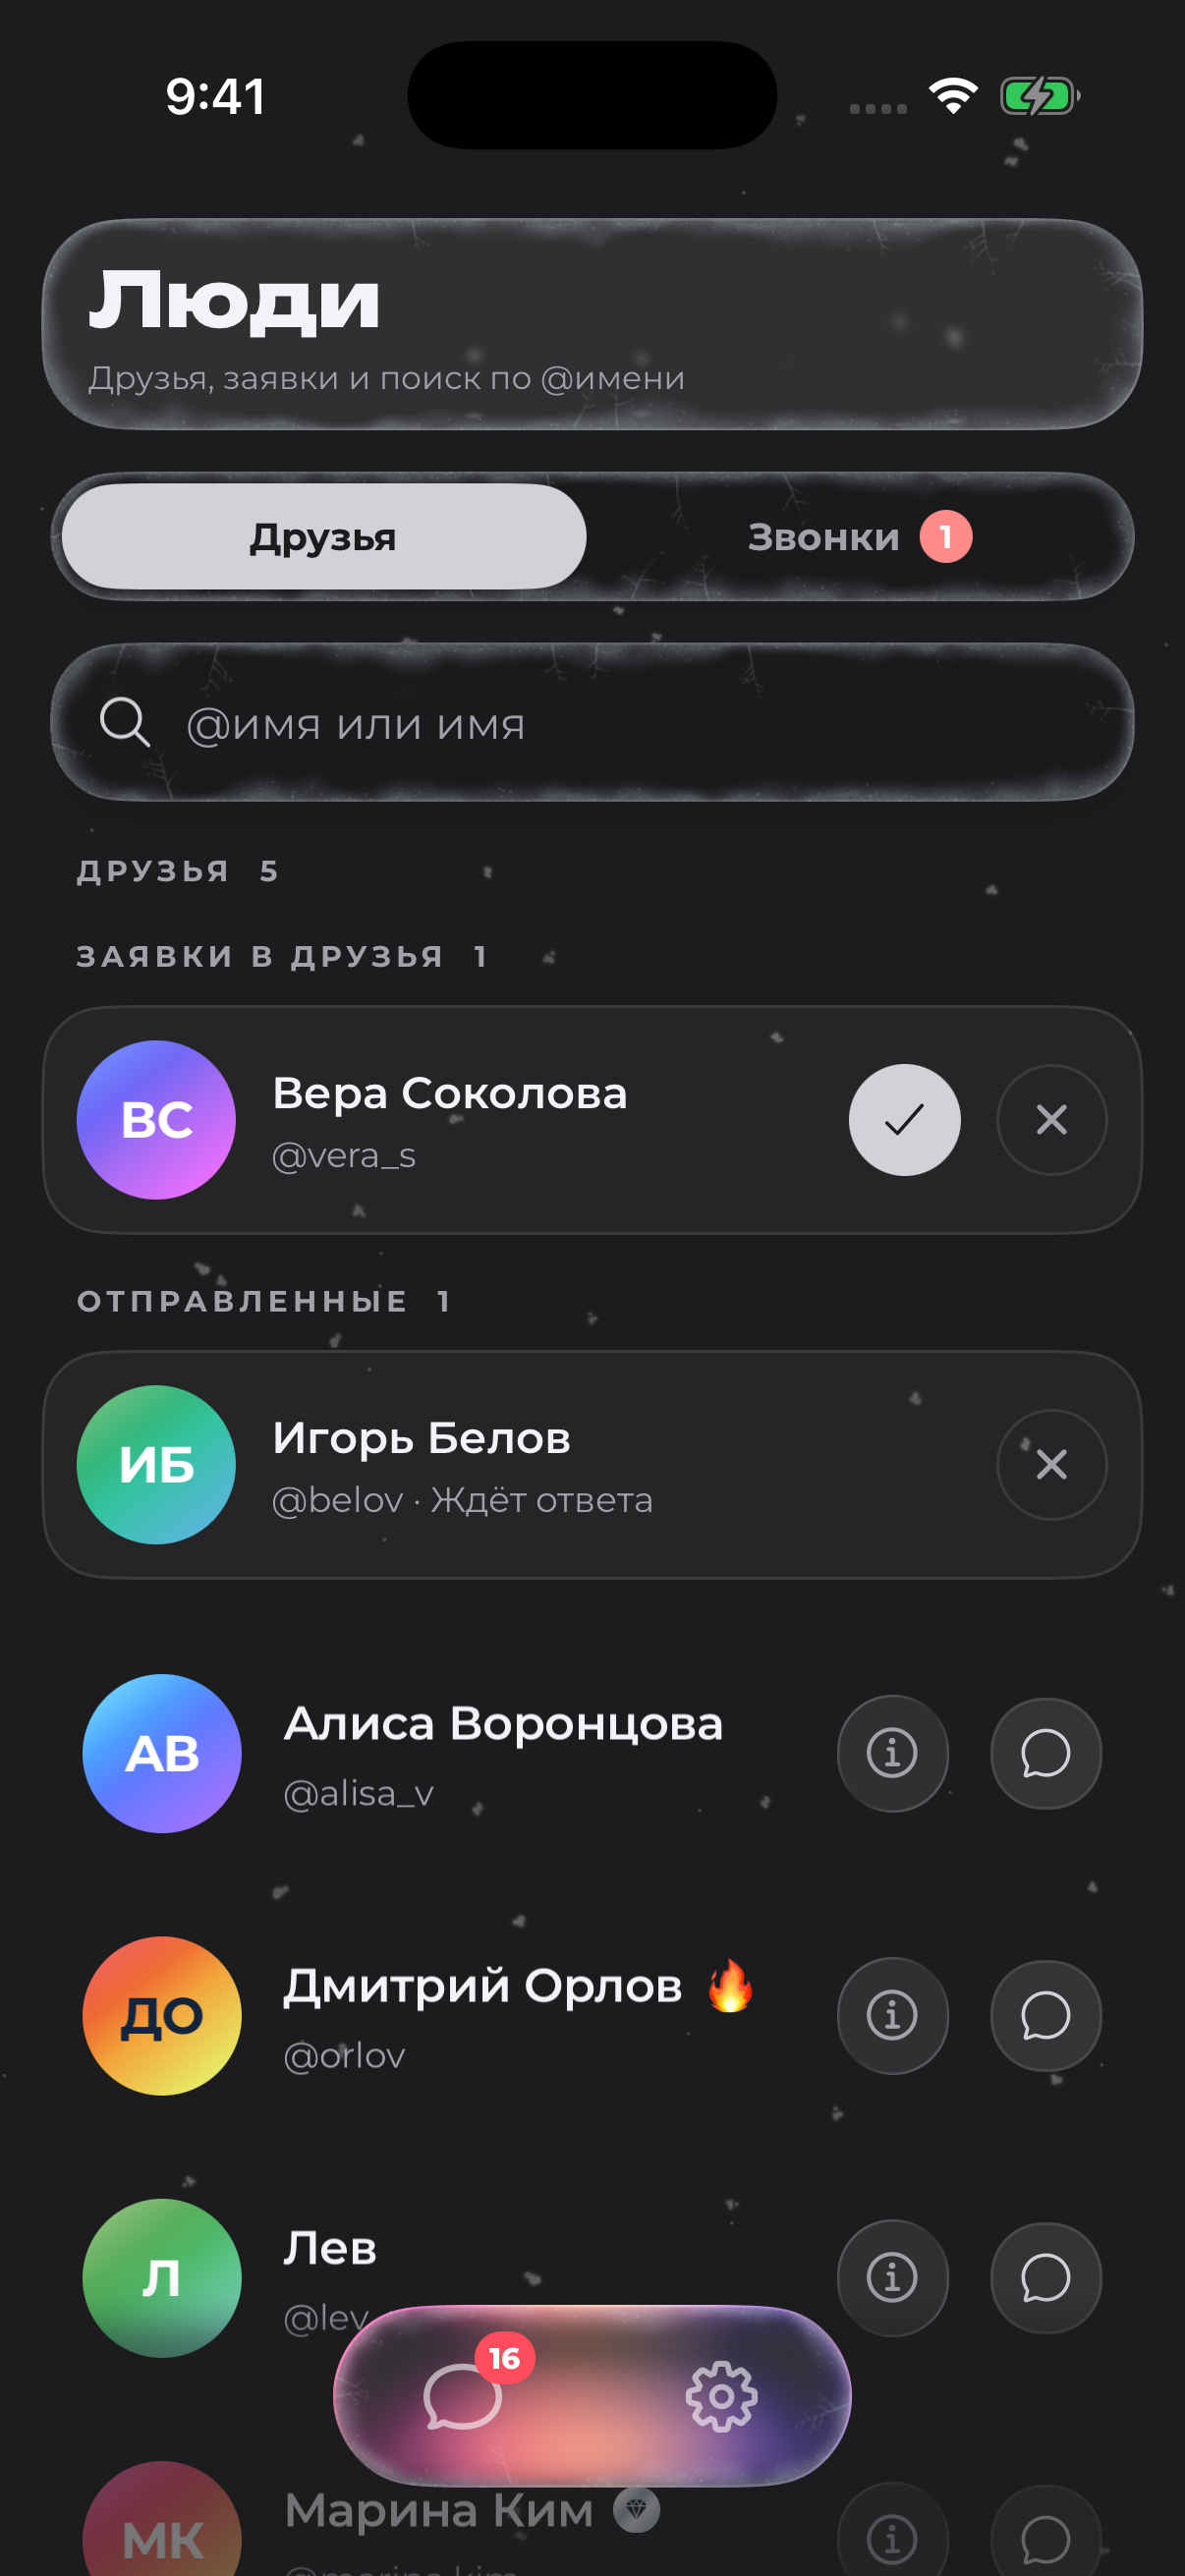 9:41
Люди
Друзья, заявки и поиск по @имени
Друзья
Звонки 1
@имя или имя
ДРУЗЬЯ 5
ЗАЯВКИ В ДРУЗЬЯ 1
ВС
Вера Соколова
@vera_s
ОТПРАВЛЕННЫЕ 1
ИБ
Игорь Белов
@belov · Ждёт ответа
АВ
Алиса Воронцова
@alisa_v
ДО
Дмитрий Орлов 🔥
@orlov
Л
Лев
@lev
16
МК
Марина Ким